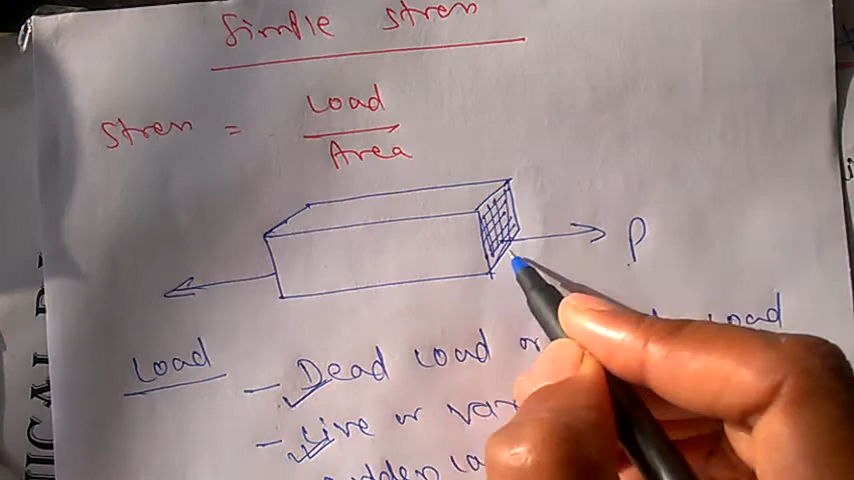 Simple stress
Stress = Load
Area
P
Load
- Dead Load or Load
- Live or